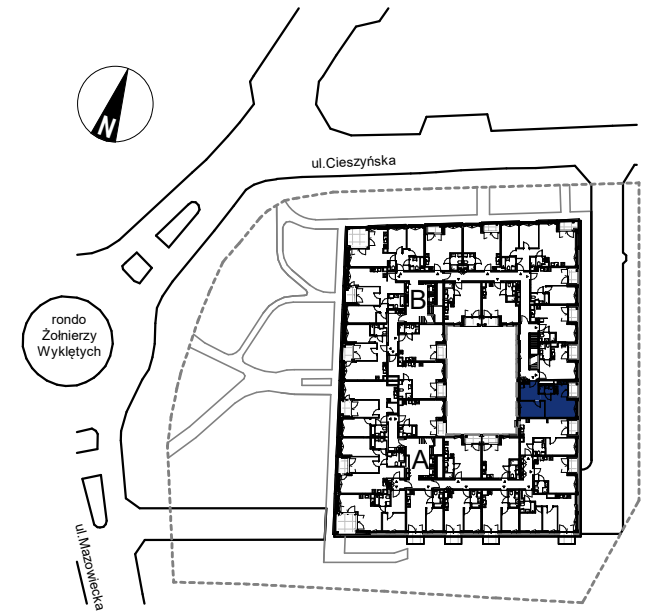 N
ul.Cieszyńska
B
rondo
Żołnierzy
Wyklętych
A
ul.Mazowiecka